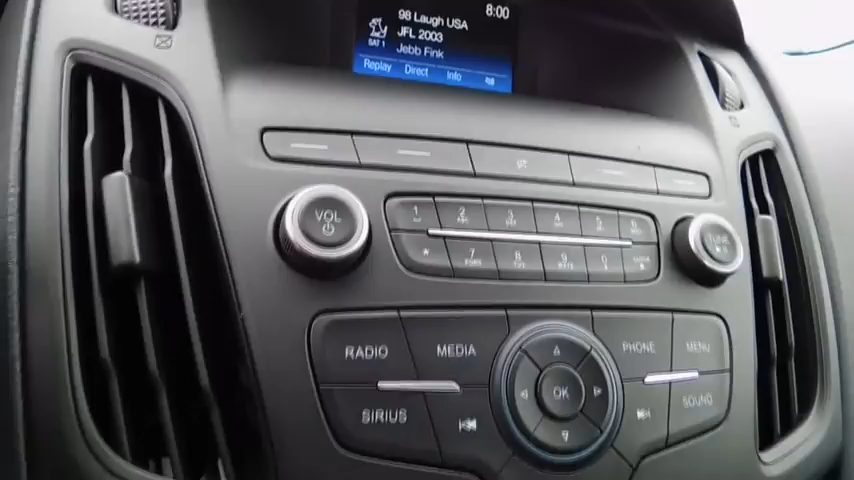 98 Laugh USA
8:00
JFL 2003
SAT 1
Jebb Fink
Replay Direct Info
VOL
1 2 3 4 5 6
TUNE
* 7 8 9 0
RADIO MEDIA PHONE MENU
OK
SIRIUS SOUND